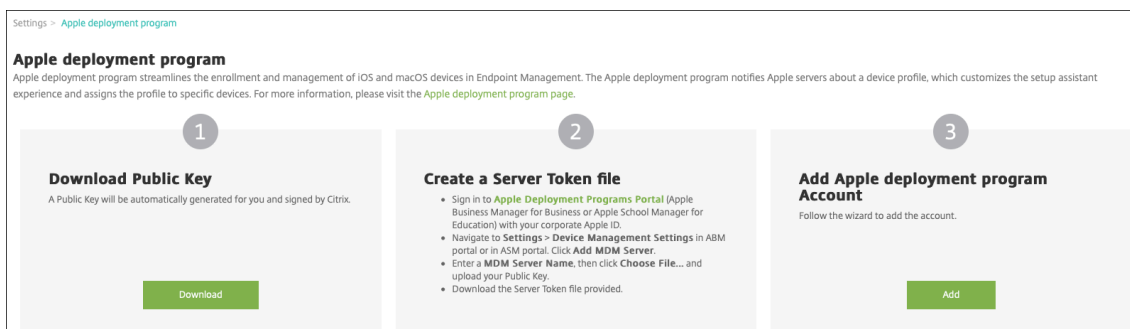 Settings > Apple deployment program
Apple deployment program
Apple deployment program streamlines the enrollment and management of iOS and macOS devices in Endpoint Management. The Apple deployment program notifies Apple servers about a device profile, which customizes the setup assistant
experience and assigns the profile to specific devices. For more information, please visit the Apple deployment program page.
1
Download Public Key
A Public Key will be automatically generated for you and signed by Citrix.
Download
2
Create a Server Token file
• Sign in to Apple Deployment Programs Portal (Apple
Business Manager for Business or Apple School Manager for
Education) with your corporate Apple ID.
• Navigate to Settings > Device Management Settings in ABM
portal or in ASM portal. Click Add MDM Server.
• Enter a MDM Server Name, then click Choose File... and
upload your Public Key.
• Download the Server Token file provided.
3
Add Apple deployment program
Account
Follow the wizard to add the account.
Add